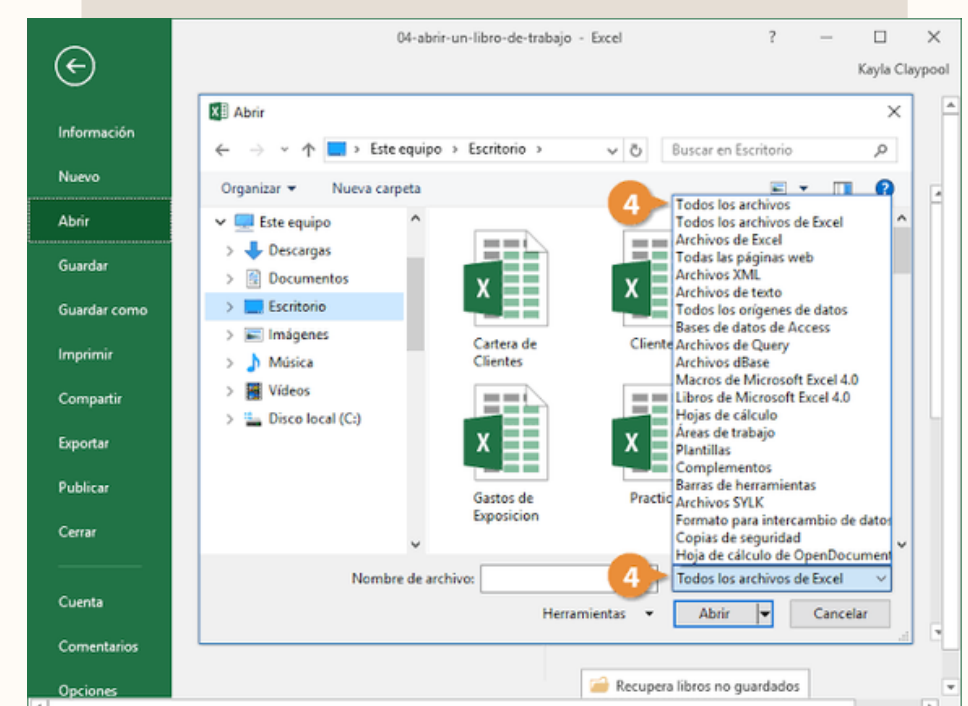 04-abrir-un-libro-de-trabajo - Excel
?
Kayla Claypool
Información
Nuevo
Abrir
Guardar
Guardar como
Imprimir
Compartir
Exportar
Publicar
Cerrar
Cuenta
Comentarios
Opciones
Abrir
Este equipo > Escritorio >
Buscar en Escritorio
Organizar
Nueva carpeta
?
Este equipo
Descargas
Documentos
Escritorio
Imágenes
Música
Vídeos
Disco local (C:)
Cartera de
Clientes
Cliente
Gastos de
Exposicion
Practic
4
Todos los archivos
Todos los archivos de Excel
Archivos de Excel
Todas las páginas web
Archivos XML
Archivos de texto
Todos los orígenes de datos
Bases de datos de Access
Archivos de Query
Archivos dBase
Macros de Microsoft Excel 4.0
Libros de Microsoft Excel 4.0
Hojas de cálculo
Áreas de trabajo
Plantillas
Complementos
Barras de herramientas
Archivos SYLK
Formato para intercambio de datos
Copias de seguridad
Hoja de cálculo de OpenDocument
Nombre de archivo:
4
Todos los archivos de Excel
Herramientas
Abrir
Cancelar
Recupera libros no guardados